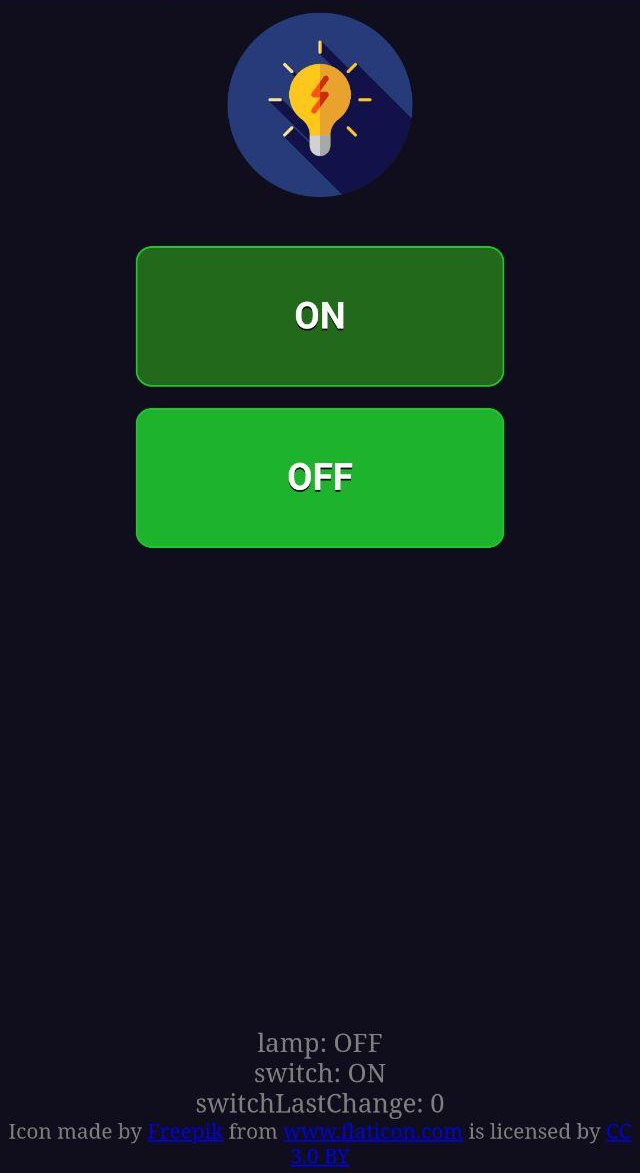 ON
OFF
lamp: OFF
switch: ON
switchLastChange: 0
Icon made by Freepik from www.flaticon.com is licensed by CC
3.0 BY